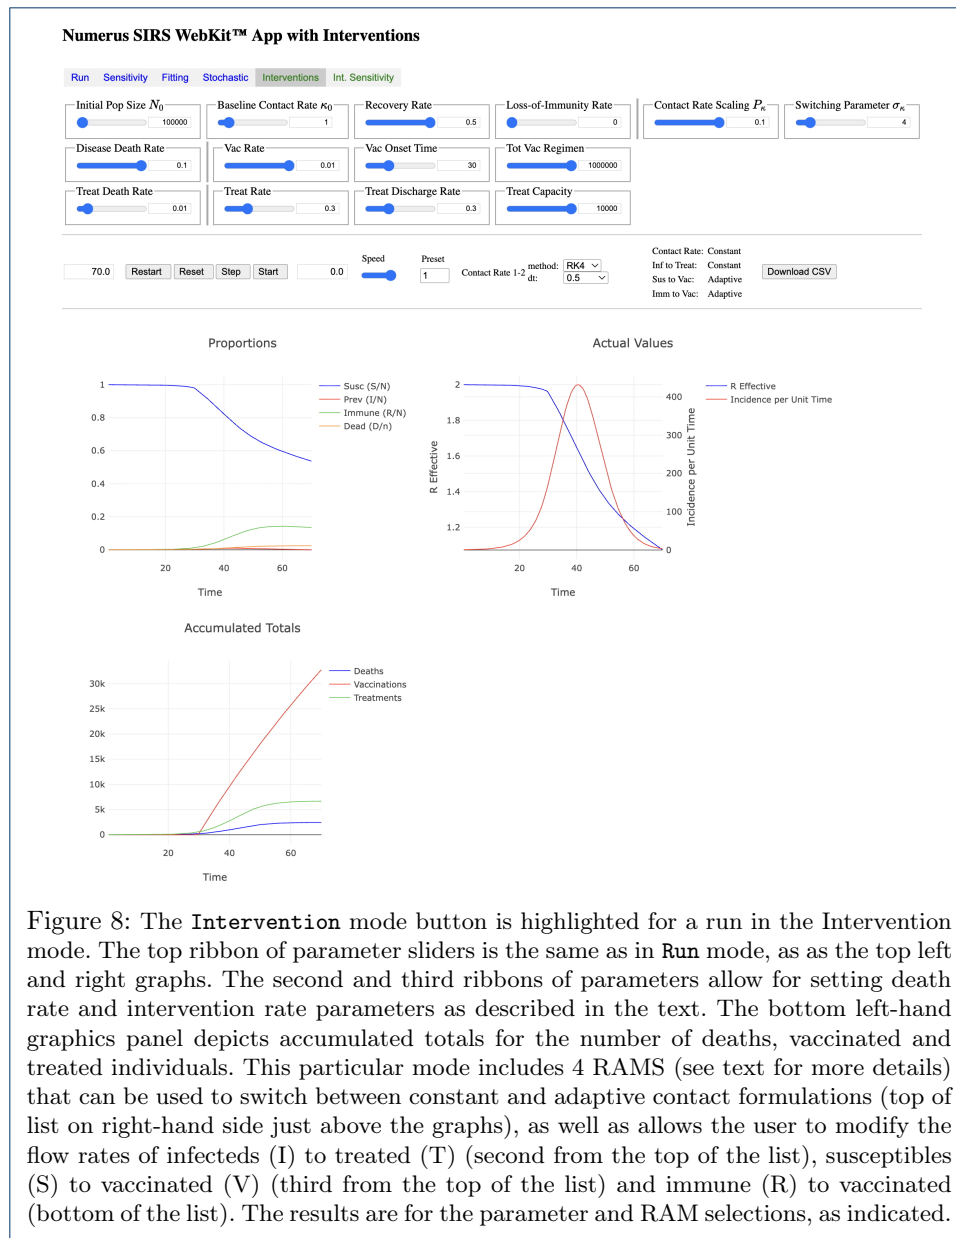 Numerus SIRS WebKit™ App with Interventions
Run Sensitivity Fitting Stochastic Interventions Int. Sensitivity
Initial Pop Size N₀ Baseline Contact Rate κ₀ Recovery Rate Loss-of-Immunity Rate Contact Rate Scaling Pκ Switching Parameter σκ
100000 1 0.5 0 0.1 4
Disease Death Rate Vac Rate Vac Onset Time Tot Vac Regimen
0.1 0.01 30 1000000
Treat Death Rate Treat Rate Treat Discharge Rate Treat Capacity
0.01 0.3 0.3 10000
70.0 Restart Reset Step Start 0.0 Speed Preset 1 Contact Rate 1-2 method: RK4 dt: 0.5
Contact Rate: Constant
Inf to Treat: Constant
Sus to Vac: Adaptive
Imm to Vac: Adaptive
Download CSV
Proportions
1
0.8
0.6
0.4
0.2
0
20 40 60
Time
Susc (S/N)
Prev (I/N)
Immune (R/N)
Dead (D/n)
Actual Values
R Effective
2
1.8
1.6
1.4
1.2
20 40 60
Time
400
300
200
100
0
Incidence per Unit Time
R Effective
Incidence per Unit Time
Accumulated Totals
30k
25k
20k
15k
10k
5k
0
20 40 60
Time
Deaths
Vaccinations
Treatments
Figure 8: The Intervention mode button is highlighted for a run in the Intervention
mode. The top ribbon of parameter sliders is the same as in Run mode, as as the top left
and right graphs. The second and third ribbons of parameters allow for setting death
rate and intervention rate parameters as described in the text. The bottom left-hand
graphics panel depicts accumulated totals for the number of deaths, vaccinated and
treated individuals. This particular mode includes 4 RAMS (see text for more details)
that can be used to switch between constant and adaptive contact formulations (top of
list on right-hand side just above the graphs), as well as allows the user to modify the
flow rates of infecteds (I) to treated (T) (second from the top of the list), susceptibles
(S) to vaccinated (V) (third from the top of the list) and immune (R) to vaccinated
(bottom of the list). The results are for the parameter and RAM selections, as indicated.